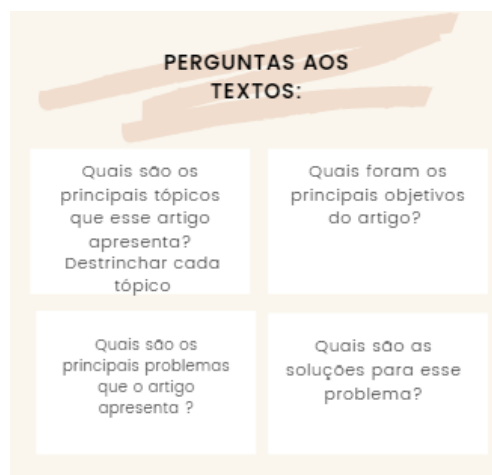 PERGUNTAS AOS
TEXTOS:
Quais são os
principais tópicos
que esse artigo
apresenta?
Destrinchar cada
tópico
Quais foram os
principais objetivos
do artigo?
Quais são os
principais problemas
que o artigo
apresenta ?
Quais são as
soluções para esse
problema?